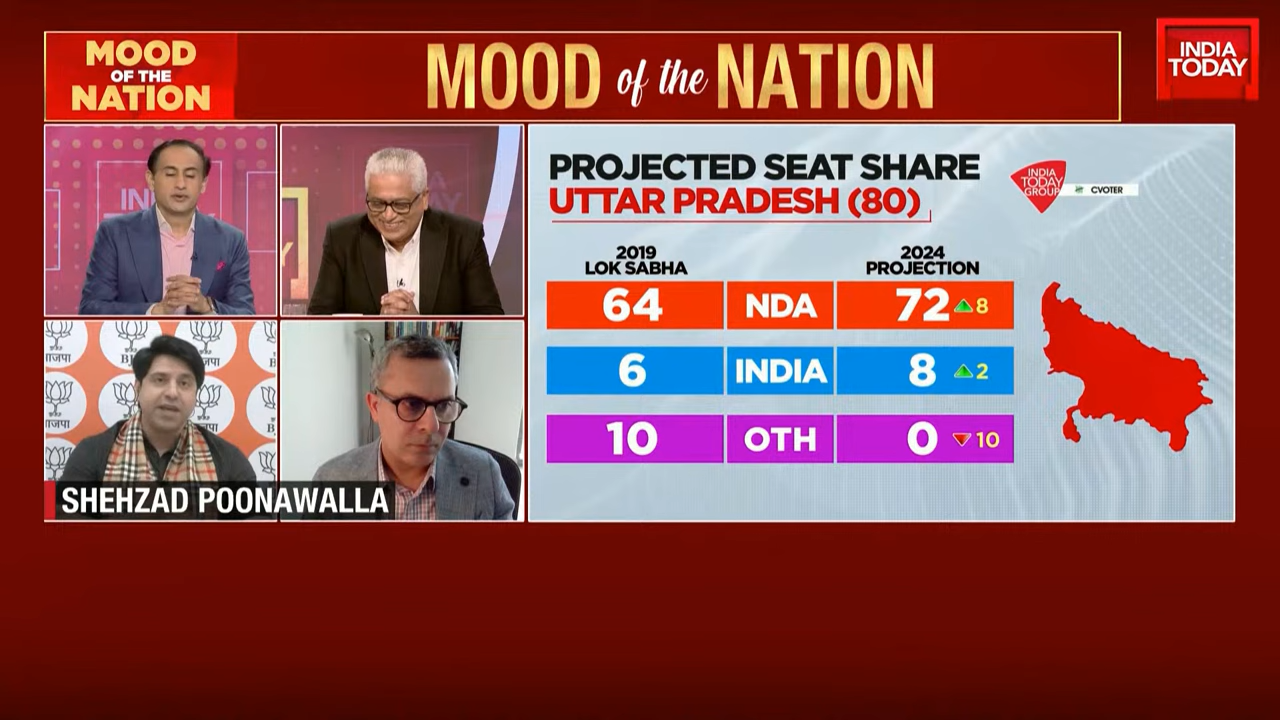 MOOD
OF THE
NATION
MOOD of the NATION
INDIA
TODAY
PROJECTED SEAT SHARE
UTTAR PRADESH (80)
INDIA
TODAY
GROUP
CVOTER
2019
LOK SABHA
2024
PROJECTION
64 NDA 72 8
6 INDIA 8 2
10 OTH 0 10
SHEHZAD POONAWALLA